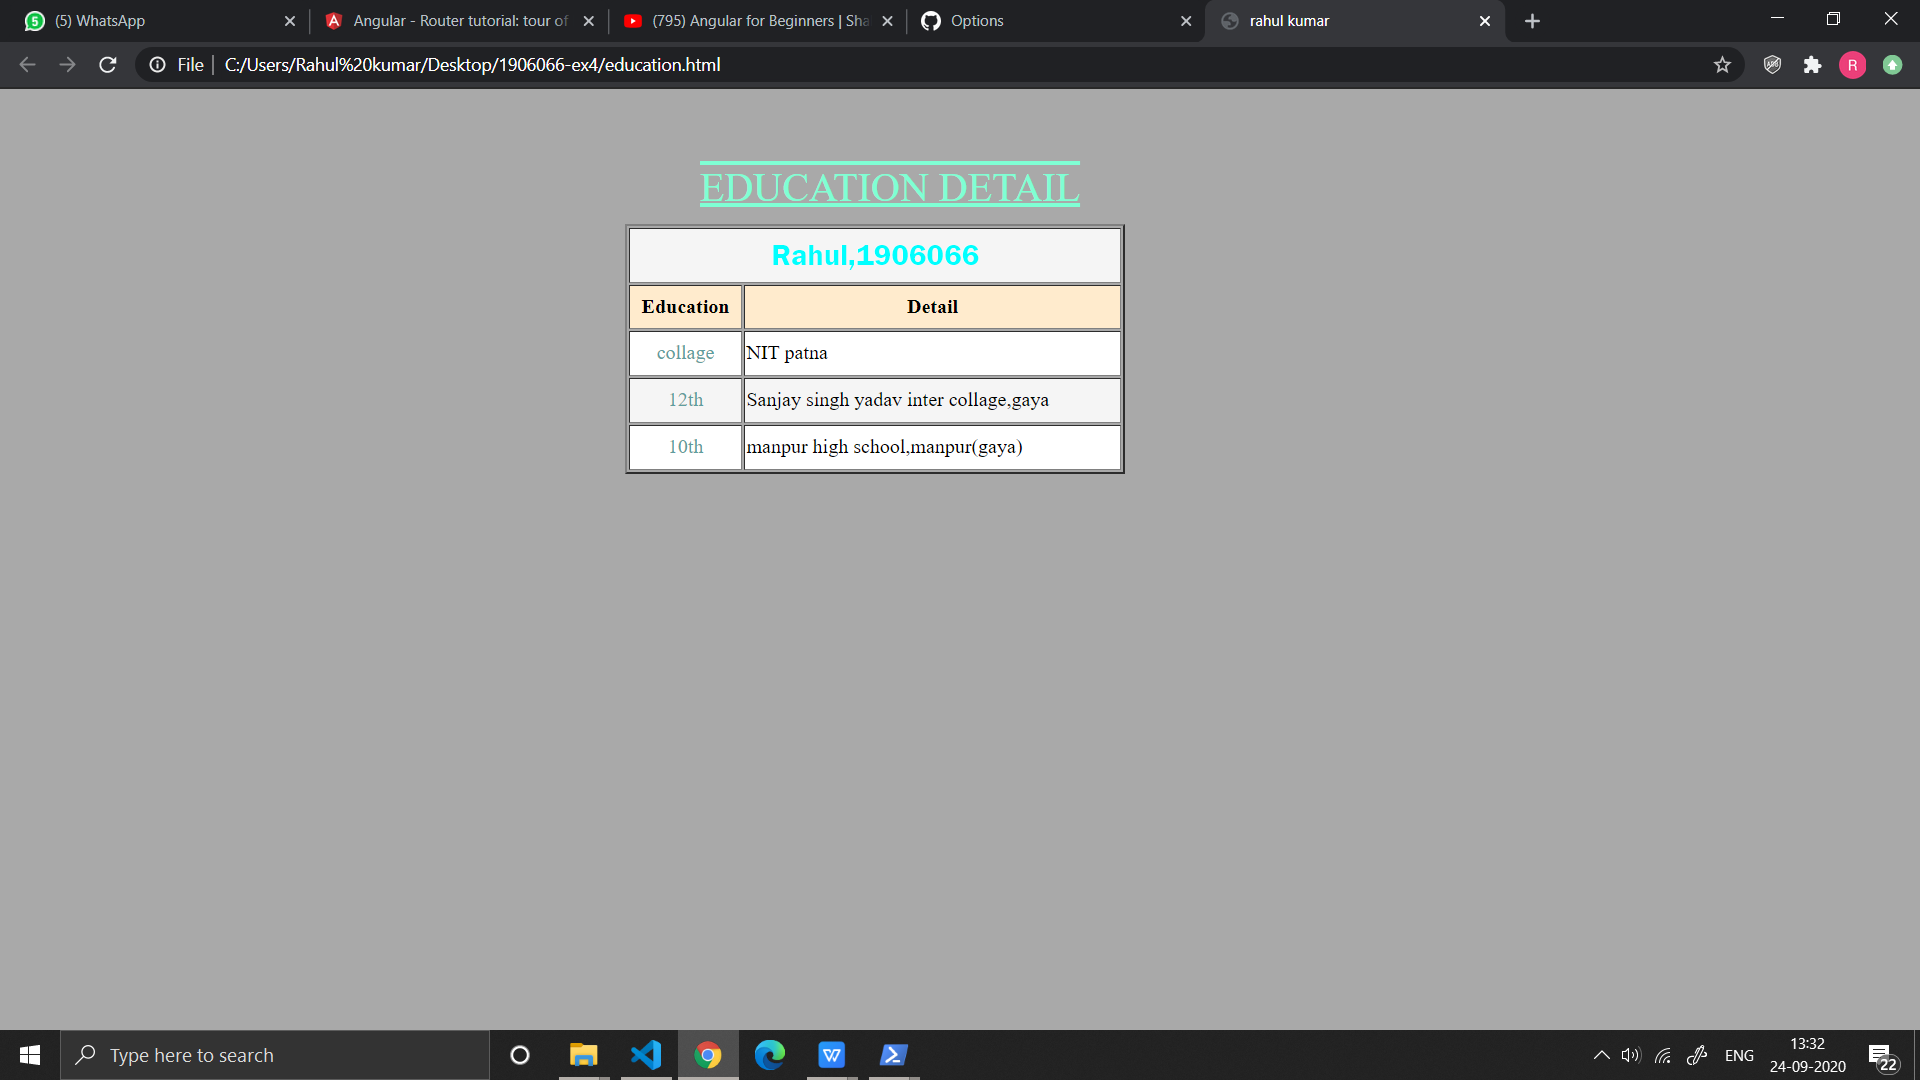 (5) WhatsApp
Angular - Router tutorial: tour of
(795) Angular for Beginners | Sha
Options
rahul kumar
File
C:/Users/Rahul%20kumar/Desktop/1906066-ex4/education.html
R
EDUCATION DETAIL
Rahul,1906066
Education Detail
collage NIT patna
12th Sanjay singh yadav inter collage,gaya
10th manpur high school,manpur(gaya)
Type here to search
ENG
13:32
24-09-2020
22